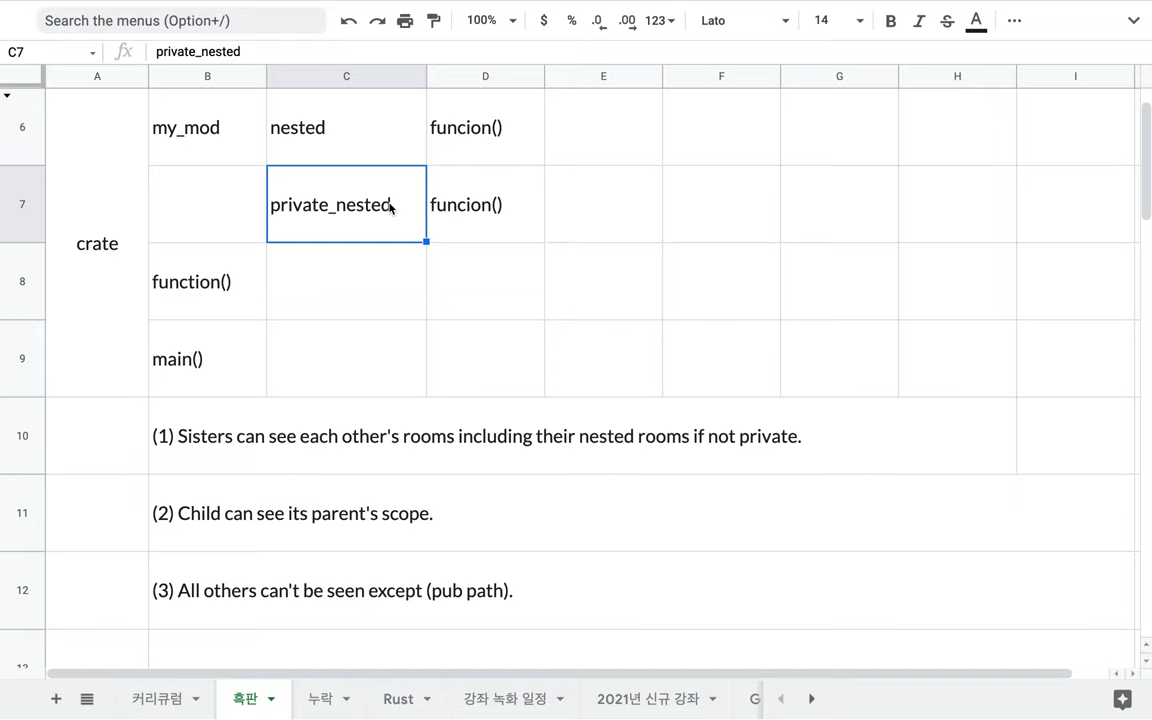 Search the menus (Option+/) 100% $ % .0 .00 123 Lato 14 B I S A ...
C7 fx private_nested
A B C D E F G H I
6 my_mod nested funcion()
7 private_nested funcion()
crate
8 function()
9 main()
10 (1) Sisters can see each other's rooms including their nested rooms if not private.
11 (2) Child can see its parent's scope.
12 (3) All others can't be seen except (pub path).
13
+ 커리큘럼 흑판 누락 Rust 강좌 녹화 일정 2021년 신규 강좌 G